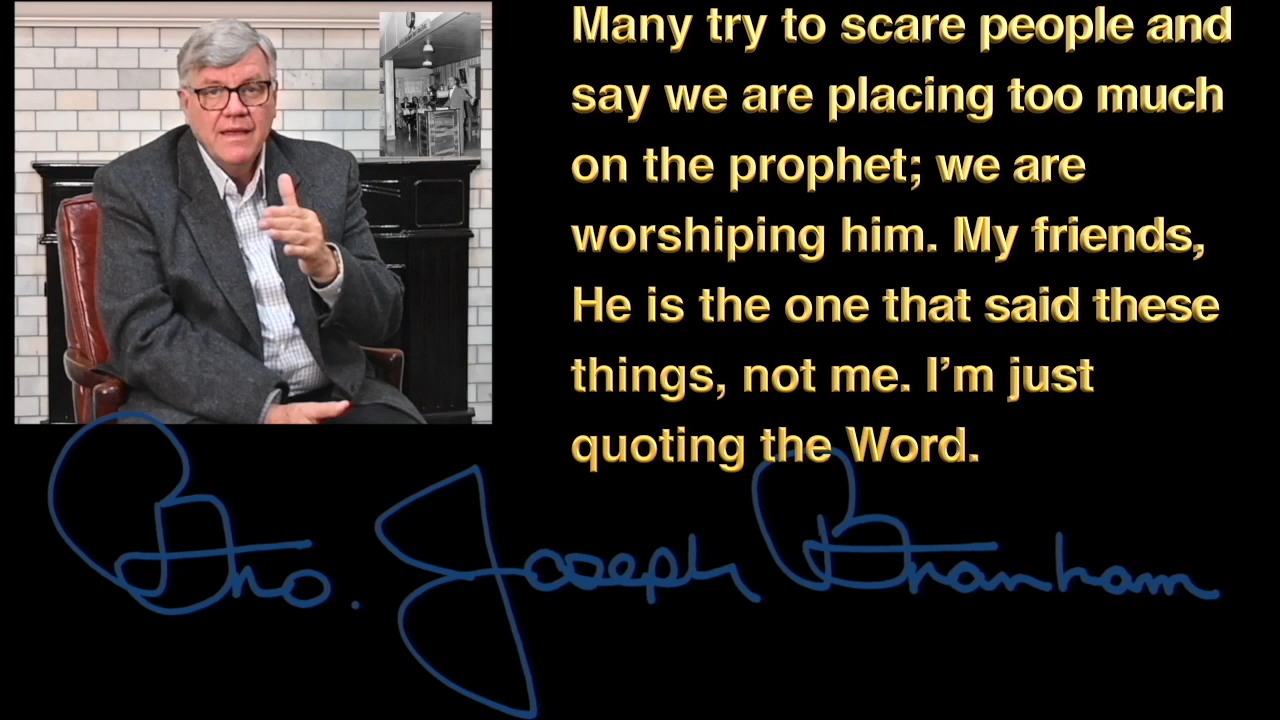 Many try to scare people and
say we are placing too much
on the prophet; we are
worshiping him. My friends,
He is the one that said these
things, not me. I’m just
quoting the Word.
Bro. Joseph Branham